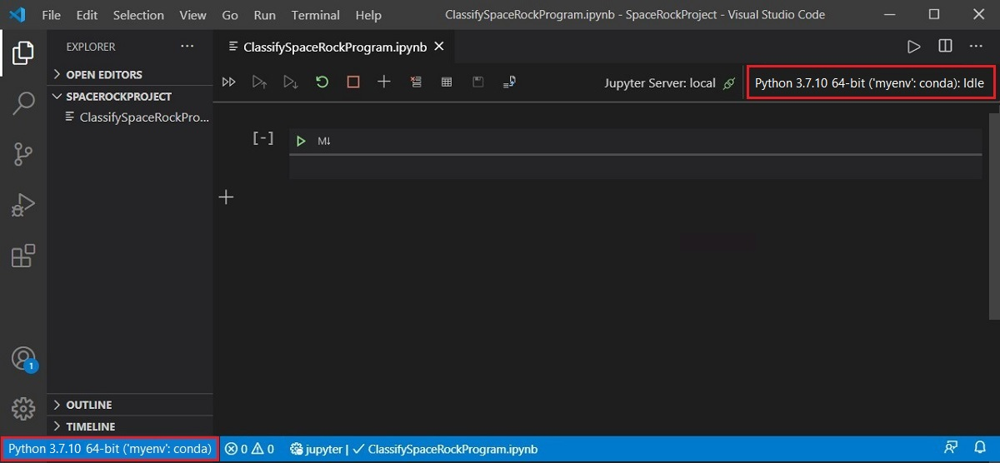 File Edit Selection View Go Run Terminal Help ClassifySpaceRockProgram.ipynb - SpaceRockProject - Visual Studio Code
EXPLORER
ClassifySpaceRockProgram.ipynb
OPEN EDITORS
SPACEROCKPROJECT
ClassifySpaceRockPro...
Jupyter Server: local
Python 3.7.10 64-bit ('myenv': conda): Idle
[-]
M↓
1
OUTLINE
TIMELINE
Python 3.7.10 64-bit ('myenv': conda) 0 0 jupyter | ClassifySpaceRockProgram.ipynb